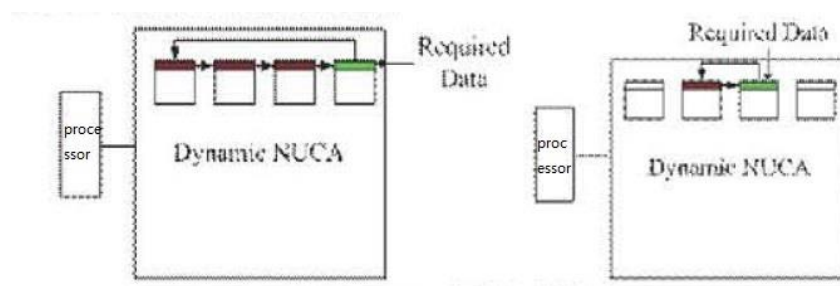 Required
Data
proce
ssor
Dynamic NUCA
Required Data
proc
essor
Dynamic NUCA